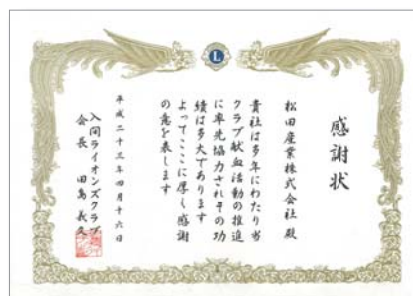 感謝状
松田産業株式会社殿
貴社は多年にわたり当
クラブ献血活動の推進
に率先協力されその功
績は多大であります
よってここに厚く感謝
の意を表します
平成二十三年四月十六日
入間ライオンズクラブ
会長 田島義久
L